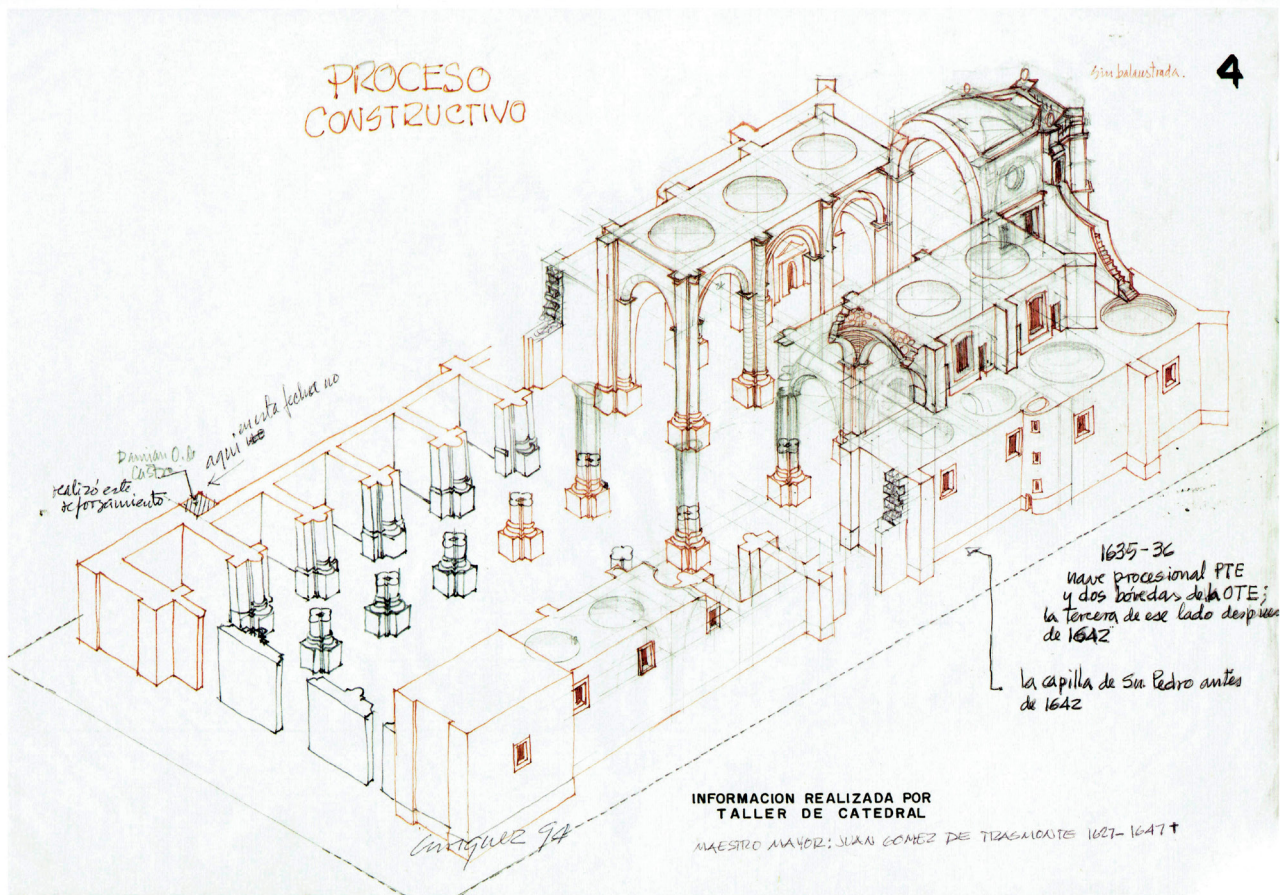 PROCESO
CONSTRUCTIVO
Sin balaustrada.
4
aqui en esta fecha no
Damian O. de
Castro
realizó este
reforzamiento
1635-36
nave procesional PTE
y dos bóvedas de la OTE;
la tercera de ese lado despues
de 1642
la capilla de Sn. Pedro antes
de 1642
INFORMACION REALIZADA POR
TALLER DE CATEDRAL
MAESTRO MAYOR: JUAN GOMEZ DE TRASMONTE 1627-1647 †